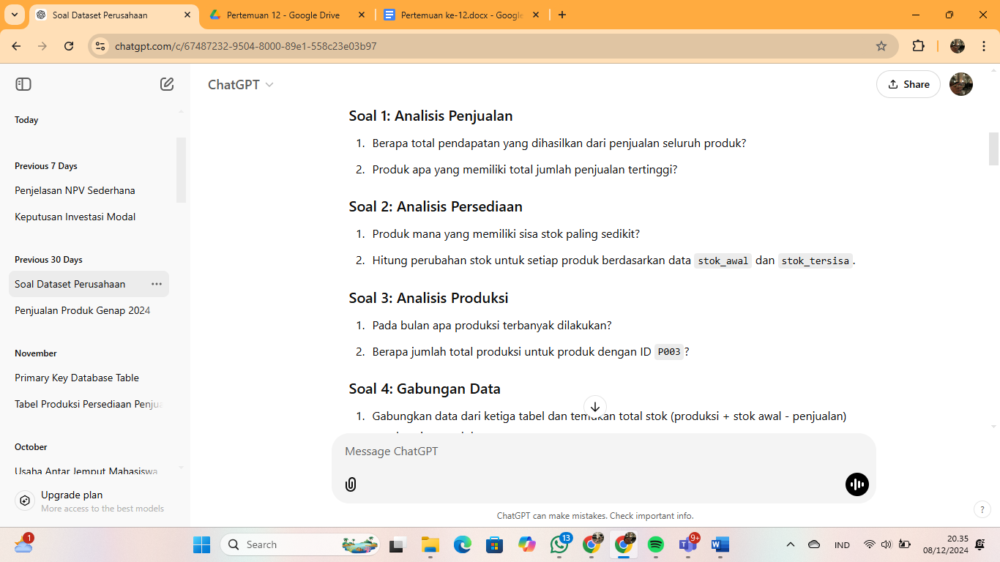 Soal Dataset Perusahaan
Pertemuan 12 - Google Drive
Pertemuan ke-12.docx - Google
chatgpt.com/c/67487232-9504-8000-89e1-558c23e03b97
ChatGPT
Share
Today
Previous 7 Days
Penjelasan NPV Sederhana
Keputusan Investasi Modal
Previous 30 Days
Soal Dataset Perusahaan
Penjualan Produk Genap 2024
November
Primary Key Database Table
Tabel Produksi Persediaan Penjua
October
Usaha Antar Jemput Mahasiswa
Upgrade plan
More access to the best models
Soal 1: Analisis Penjualan
1. Berapa total pendapatan yang dihasilkan dari penjualan seluruh produk?
2. Produk apa yang memiliki total jumlah penjualan tertinggi?
Soal 2: Analisis Persediaan
1. Produk mana yang memiliki sisa stok paling sedikit?
2. Hitung perubahan stok untuk setiap produk berdasarkan data stok_awal dan stok_tersisa.
Soal 3: Analisis Produksi
1. Pada bulan apa produksi terbanyak dilakukan?
2. Berapa jumlah total produksi untuk produk dengan ID P003?
Soal 4: Gabungan Data
1. Gabungkan data dari ketiga tabel dan temukan total stok (produksi + stok awal - penjualan)
Message ChatGPT
ChatGPT can make mistakes. Check important info.
?
1
Search
13
9+
IND
20.35
08/12/2024